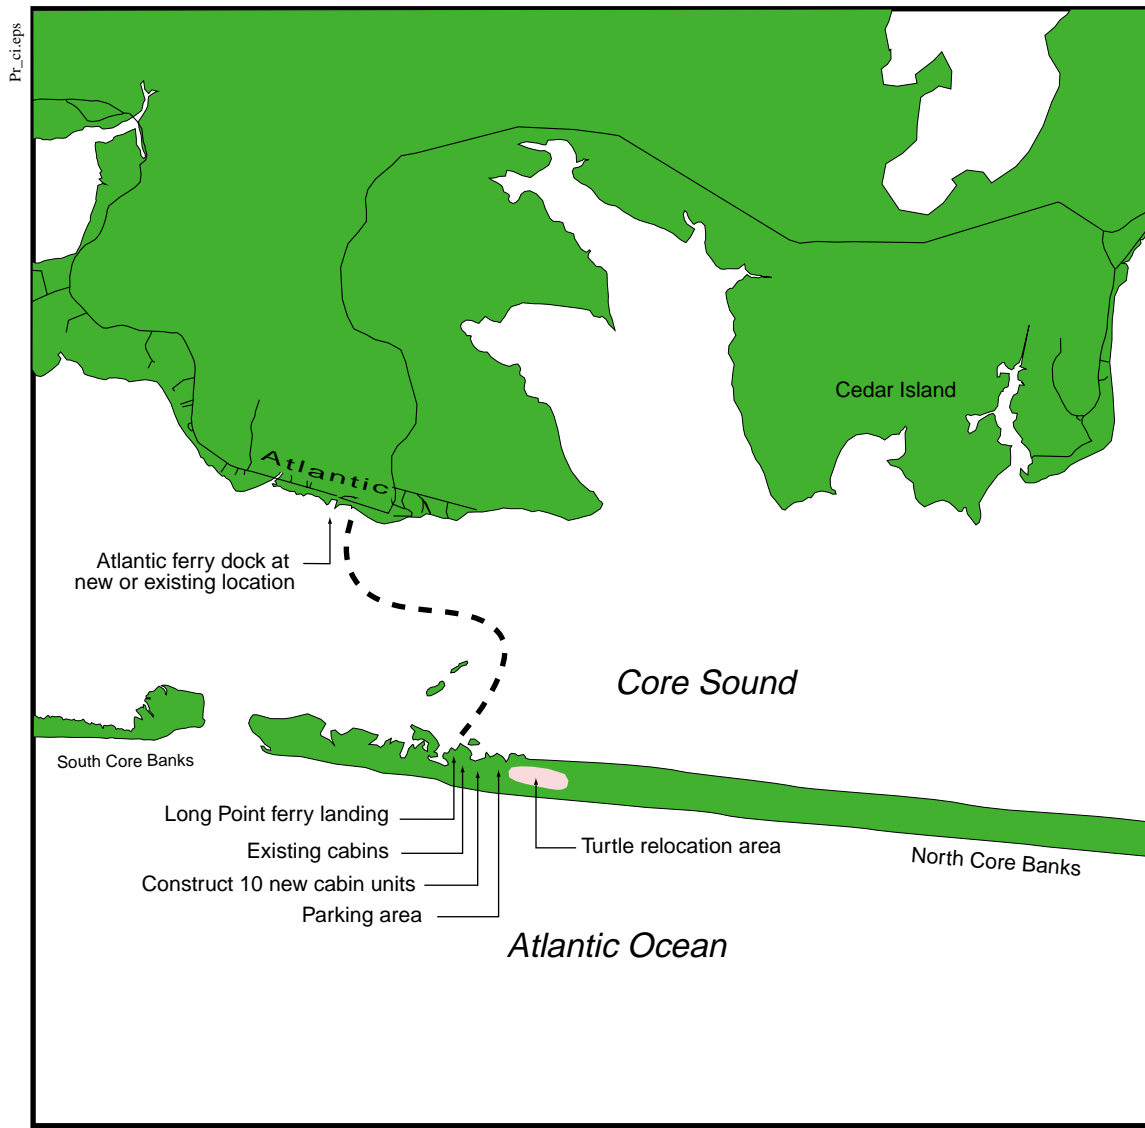 Pr_ci.eps
Cedar Island
Atlantic
Atlantic ferry dock at
new or existing location
Core Sound
South Core Banks
Long Point ferry landing
Existing cabins
Turtle relocation area
North Core Banks
Construct 10 new cabin units
Parking area
Atlantic Ocean